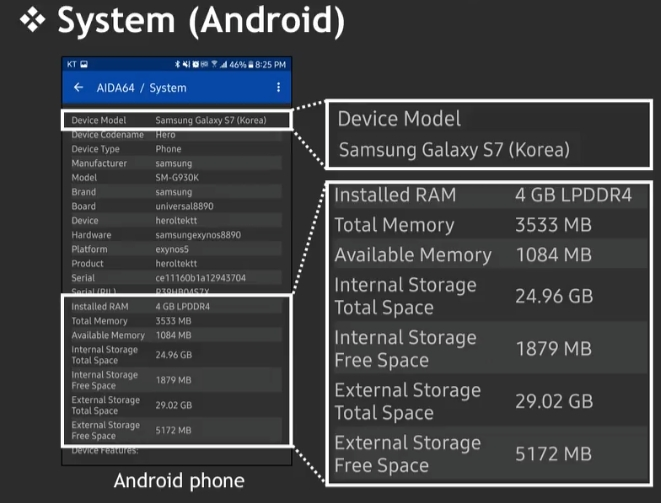 ❖ System (Android)
KT 46% 8:25 PM
← AIDA64 / System
Device Model Samsung Galaxy S7 (Korea)
Device Codename Hero
Device Type Phone
Manufacturer samsung
Model SM-G930K
Brand samsung
Board universal8890
Device heroltektt
Hardware samsungexynos8890
Platform exynos5
Product heroltektt
Serial ce11160b1a12943704
Serial (RIL) R39HB04S7X
Installed RAM 4 GB LPDDR4
Total Memory 3533 MB
Available Memory 1084 MB
Internal Storage
Total Space 24.96 GB
Internal Storage
Free Space 1879 MB
External Storage
Total Space 29.02 GB
External Storage
Free Space 5172 MB
Device Features:
Android phone
Device Model
Samsung Galaxy S7 (Korea)
Installed RAM 4 GB LPDDR4
Total Memory 3533 MB
Available Memory 1084 MB
Internal Storage
Total Space 24.96 GB
Internal Storage
Free Space 1879 MB
External Storage
Total Space 29.02 GB
External Storage
Free Space 5172 MB